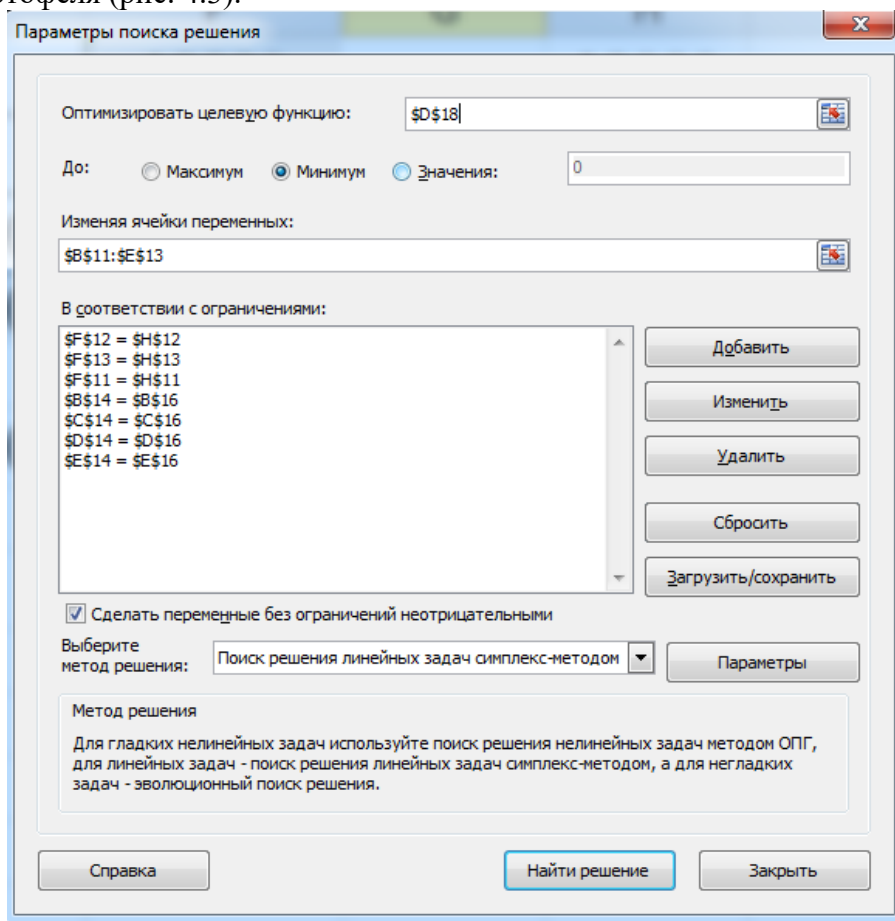 Параметры поиска решения
Оптимизировать целевую функцию: $D$18
До: Максимум Минимум Значения: 0
Изменяя ячейки переменных:
$B$11:$E$13
В соответствии с ограничениями:
$F$12 = $H$12
$F$13 = $H$13
$F$11 = $H$11
$B$14 = $B$16
$C$14 = $C$16
$D$14 = $D$16
$E$14 = $E$16
Добавить
Изменить
Удалить
Сбросить
Загрузить/сохранить
Сделать переменные без ограничений неотрицательными
Выберите
метод решения: Поиск решения линейных задач симплекс-методом Параметры
Метод решения
Для гладких нелинейных задач используйте поиск решения нелинейных задач методом ОПГ,
для линейных задач - поиск решения линейных задач симплекс-методом, а для негладких
задач - эволюционный поиск решения.
Справка Найти решение Закрыть